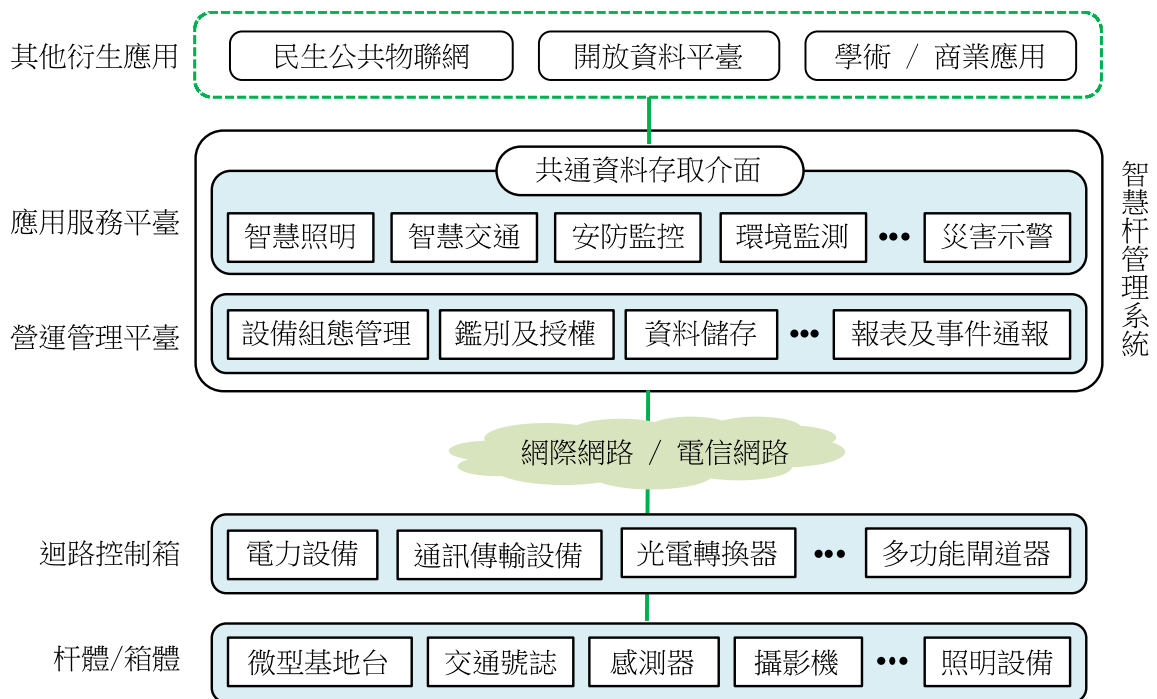 其他衍生應用
民生公共物聯網
開放資料平臺
學術 / 商業應用
共通資料存取介面
應用服務平臺
智慧照明
智慧交通
安防監控
環境監測
•••
災害示警
營運管理平臺
設備組態管理
鑑別及授權
資料儲存
•••
報表及事件通報
智慧杆管理系統
網際網路 / 電信網路
迴路控制箱
電力設備
通訊傳輸設備
光電轉換器
•••
多功能閘道器
杆體/箱體
微型基地台
交通號誌
感測器
攝影機
•••
照明設備